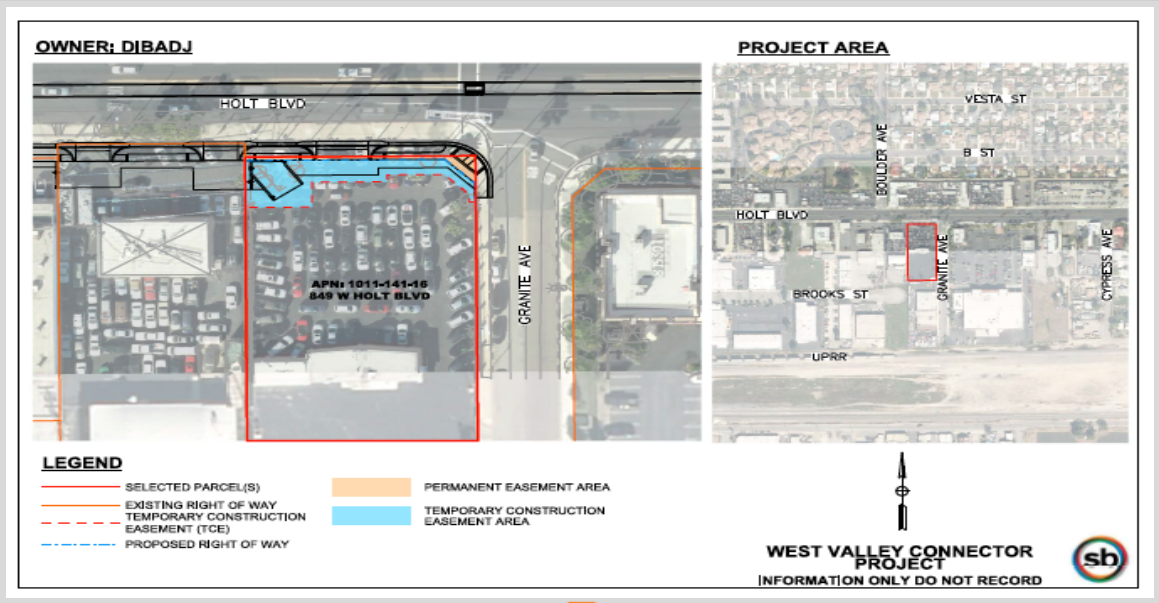 OWNER: DIBADJ
HOLT BLVD
APN: 1011-141-16
849 W HOLT BLVD
GRANITE AVE
PROJECT AREA
VESTA ST
BOULDER AVE
B ST
HOLT BLVD
GRANITE AVE
CYPRESS AVE
BROOKS ST
UPRR
LEGEND
SELECTED PARCEL(S)
EXISTING RIGHT OF WAY
TEMPORARY CONSTRUCTION
EASEMENT (TCE)
PROPOSED RIGHT OF WAY
PERMANENT EASEMENT AREA
TEMPORARY CONSTRUCTION
EASEMENT AREA
WEST VALLEY CONNECTOR
PROJECT
INFORMATION ONLY DO NOT RECORD
sb